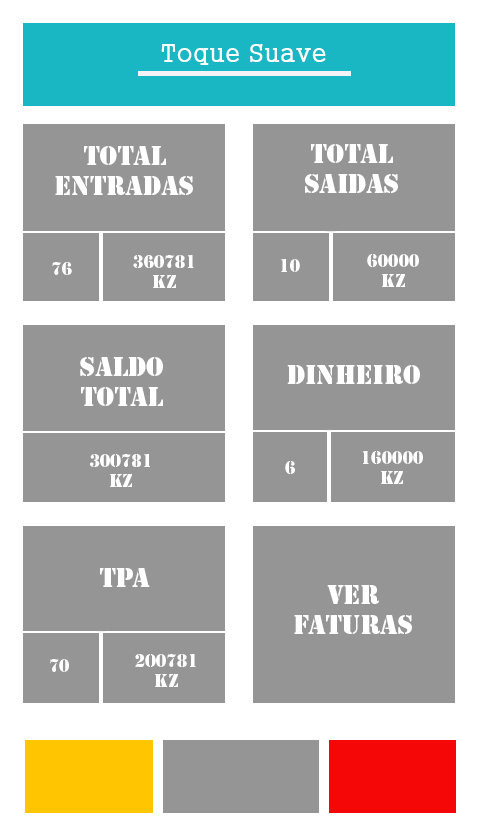 Toque Suave
TOTAL
ENTRADAS
76
360781
KZ
TOTAL
SAIDAS
10
60000
KZ
SALDO
TOTAL
300781
KZ
DINHEIRO
6
160000
KZ
TPA
70
200781
KZ
VER
FATURAS